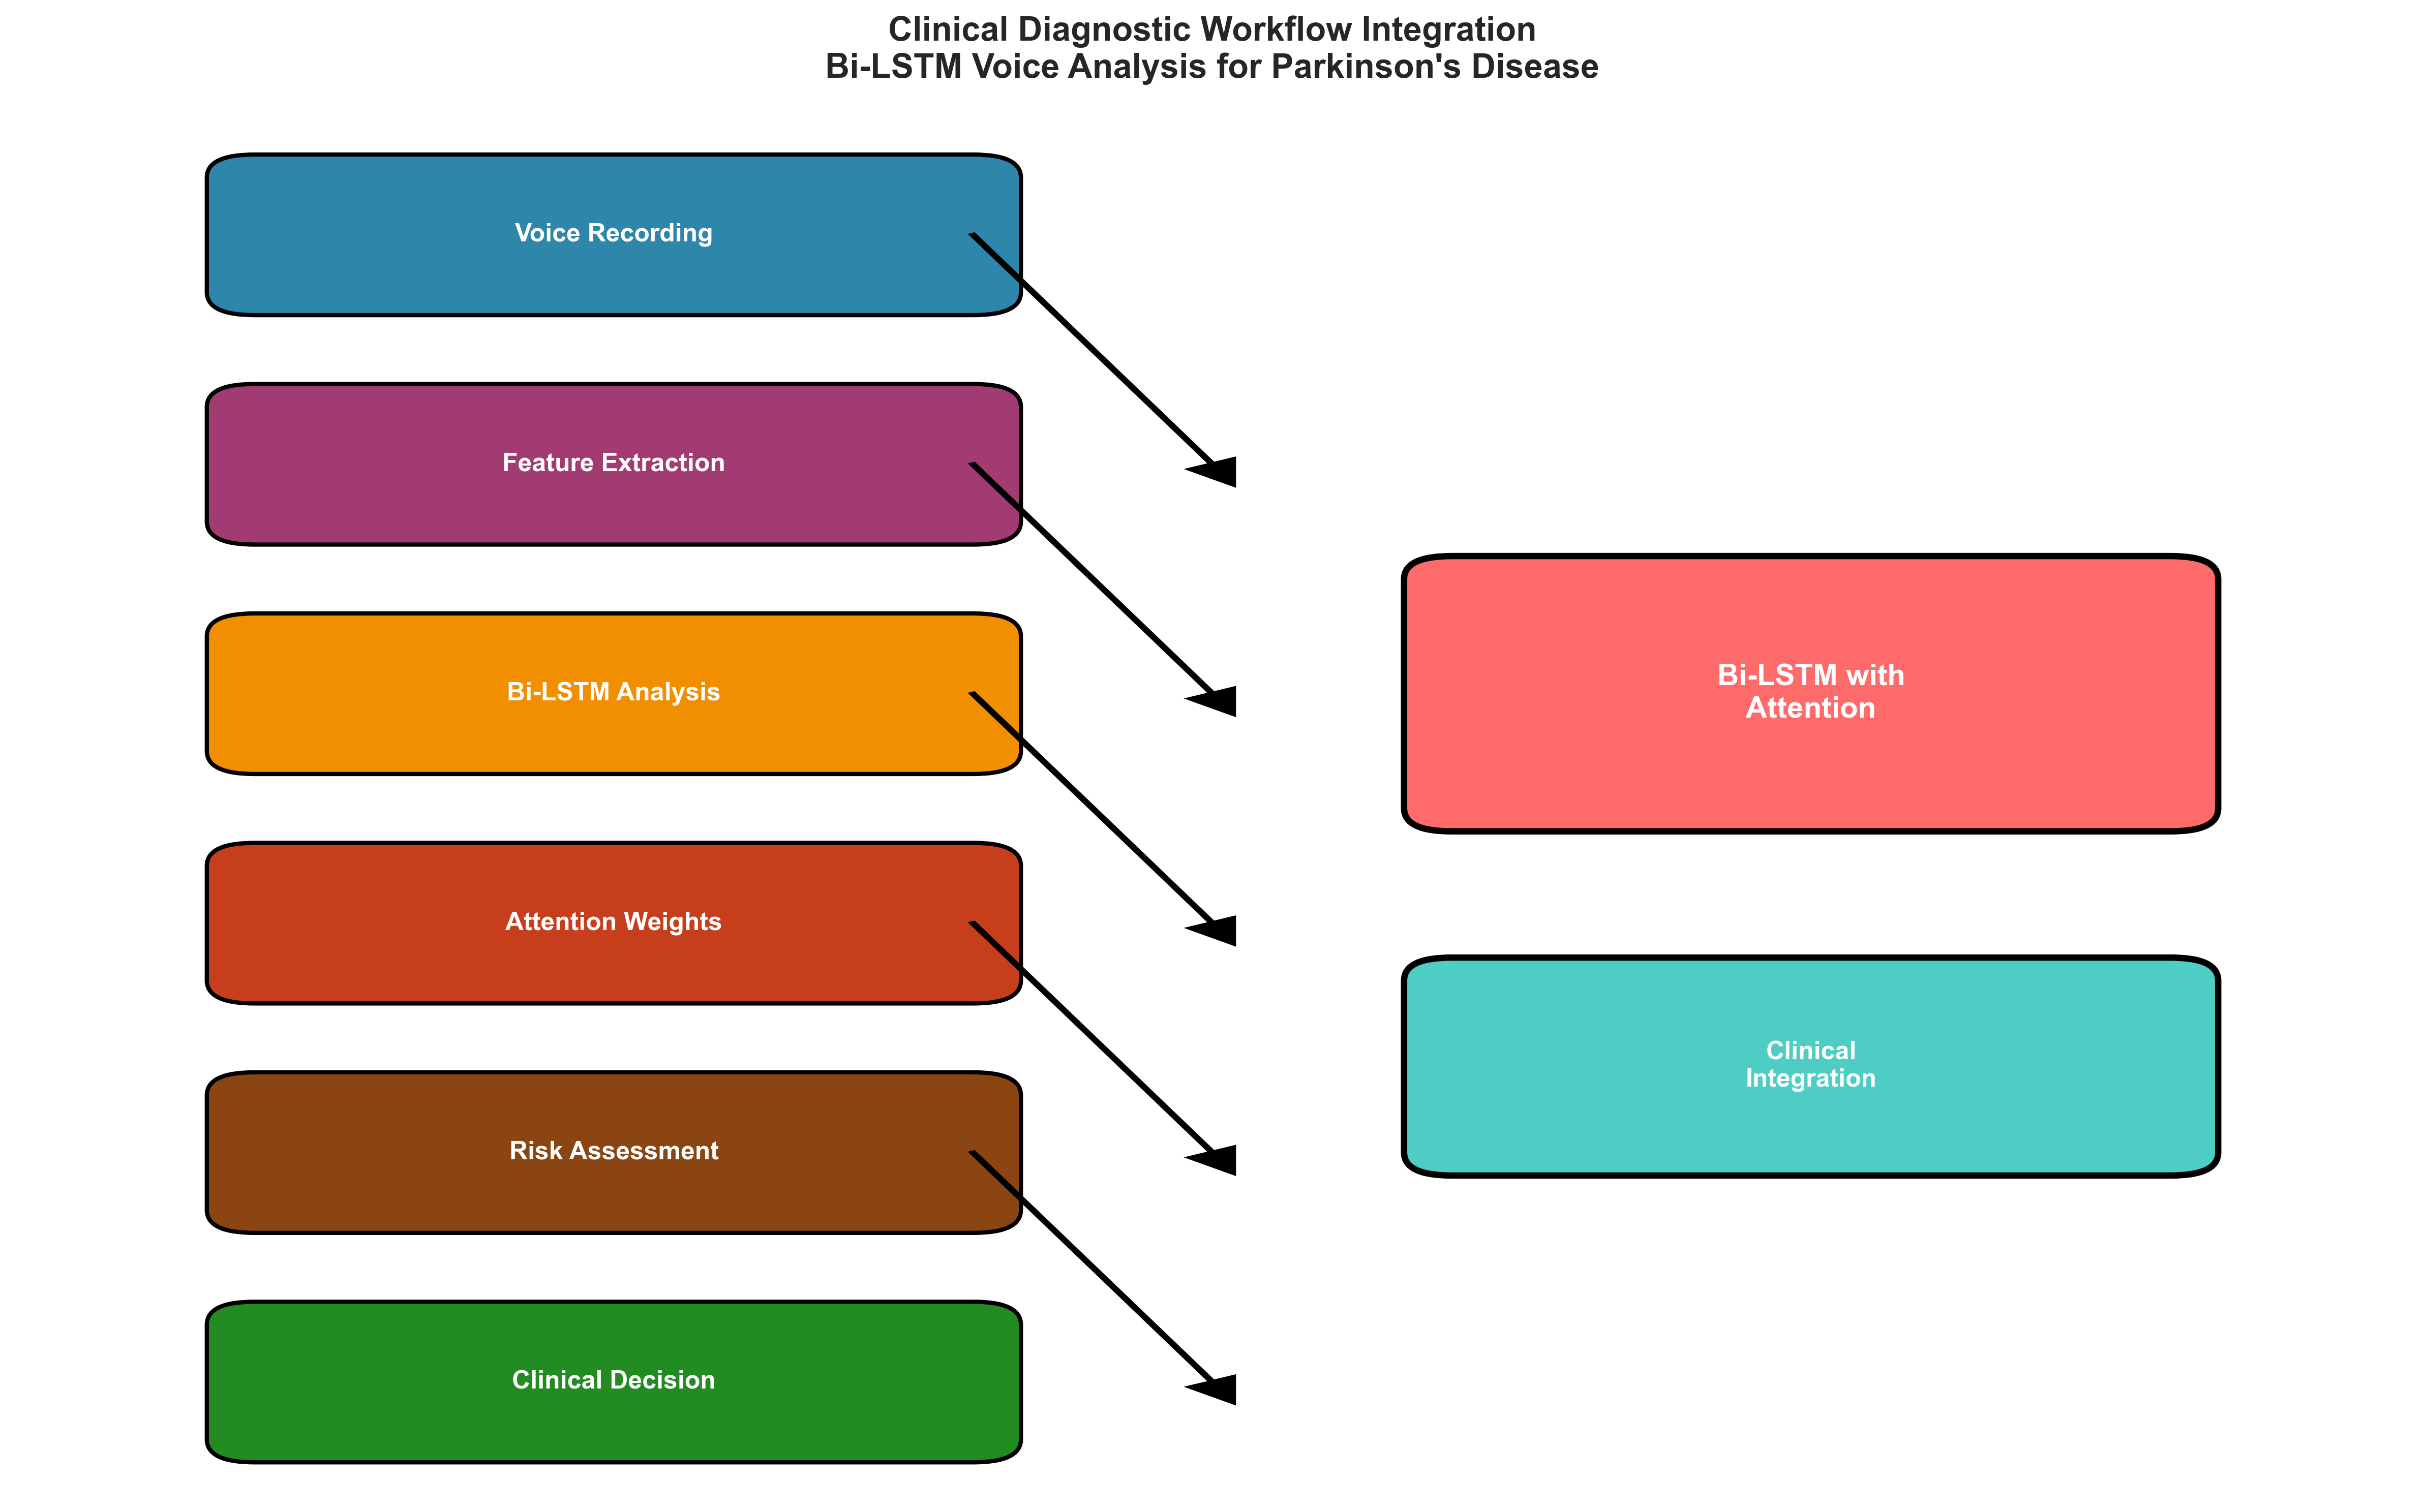 Clinical Diagnostic Workflow Integration
Bi-LSTM Voice Analysis for Parkinson's Disease
Voice Recording
Feature Extraction
Bi-LSTM Analysis
Attention Weights
Risk Assessment
Clinical Decision
Bi-LSTM with
Attention
Clinical
Integration